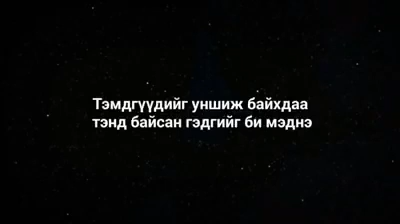 Тэмдгүүдийг уншиж байхдаа
тэнд байсан гэдгийг би мэднэ